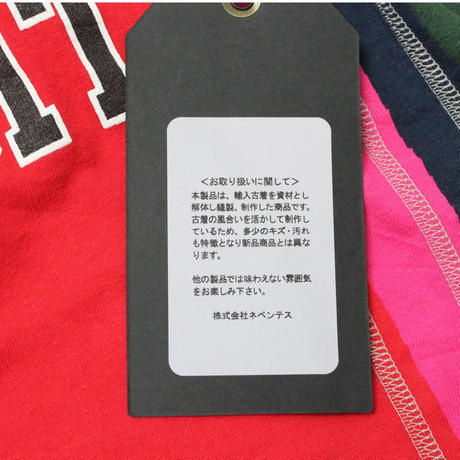 ＜お取り扱いに関して＞
本製品は、輸入古着を資材とし
解体し縫製、制作した商品です。
古着の風合いを活かして制作し
ているため、多少のキズ・汚れ
も特徴となり新品商品とは異な
ります。
他の製品では味わえない雰囲気
をお楽しみ下さい。
株式会社ネペンテス